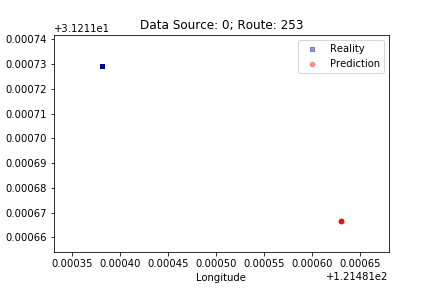 Data Source: 0; Route: 253
+3.1211e1
0.00074
0.00073
0.00072
0.00071
0.00070
0.00069
0.00068
0.00067
0.00066
Reality
Prediction
0.00035 0.00040 0.00045 0.00050 0.00055 0.00060 0.00065
Longitude
+1.21481e2